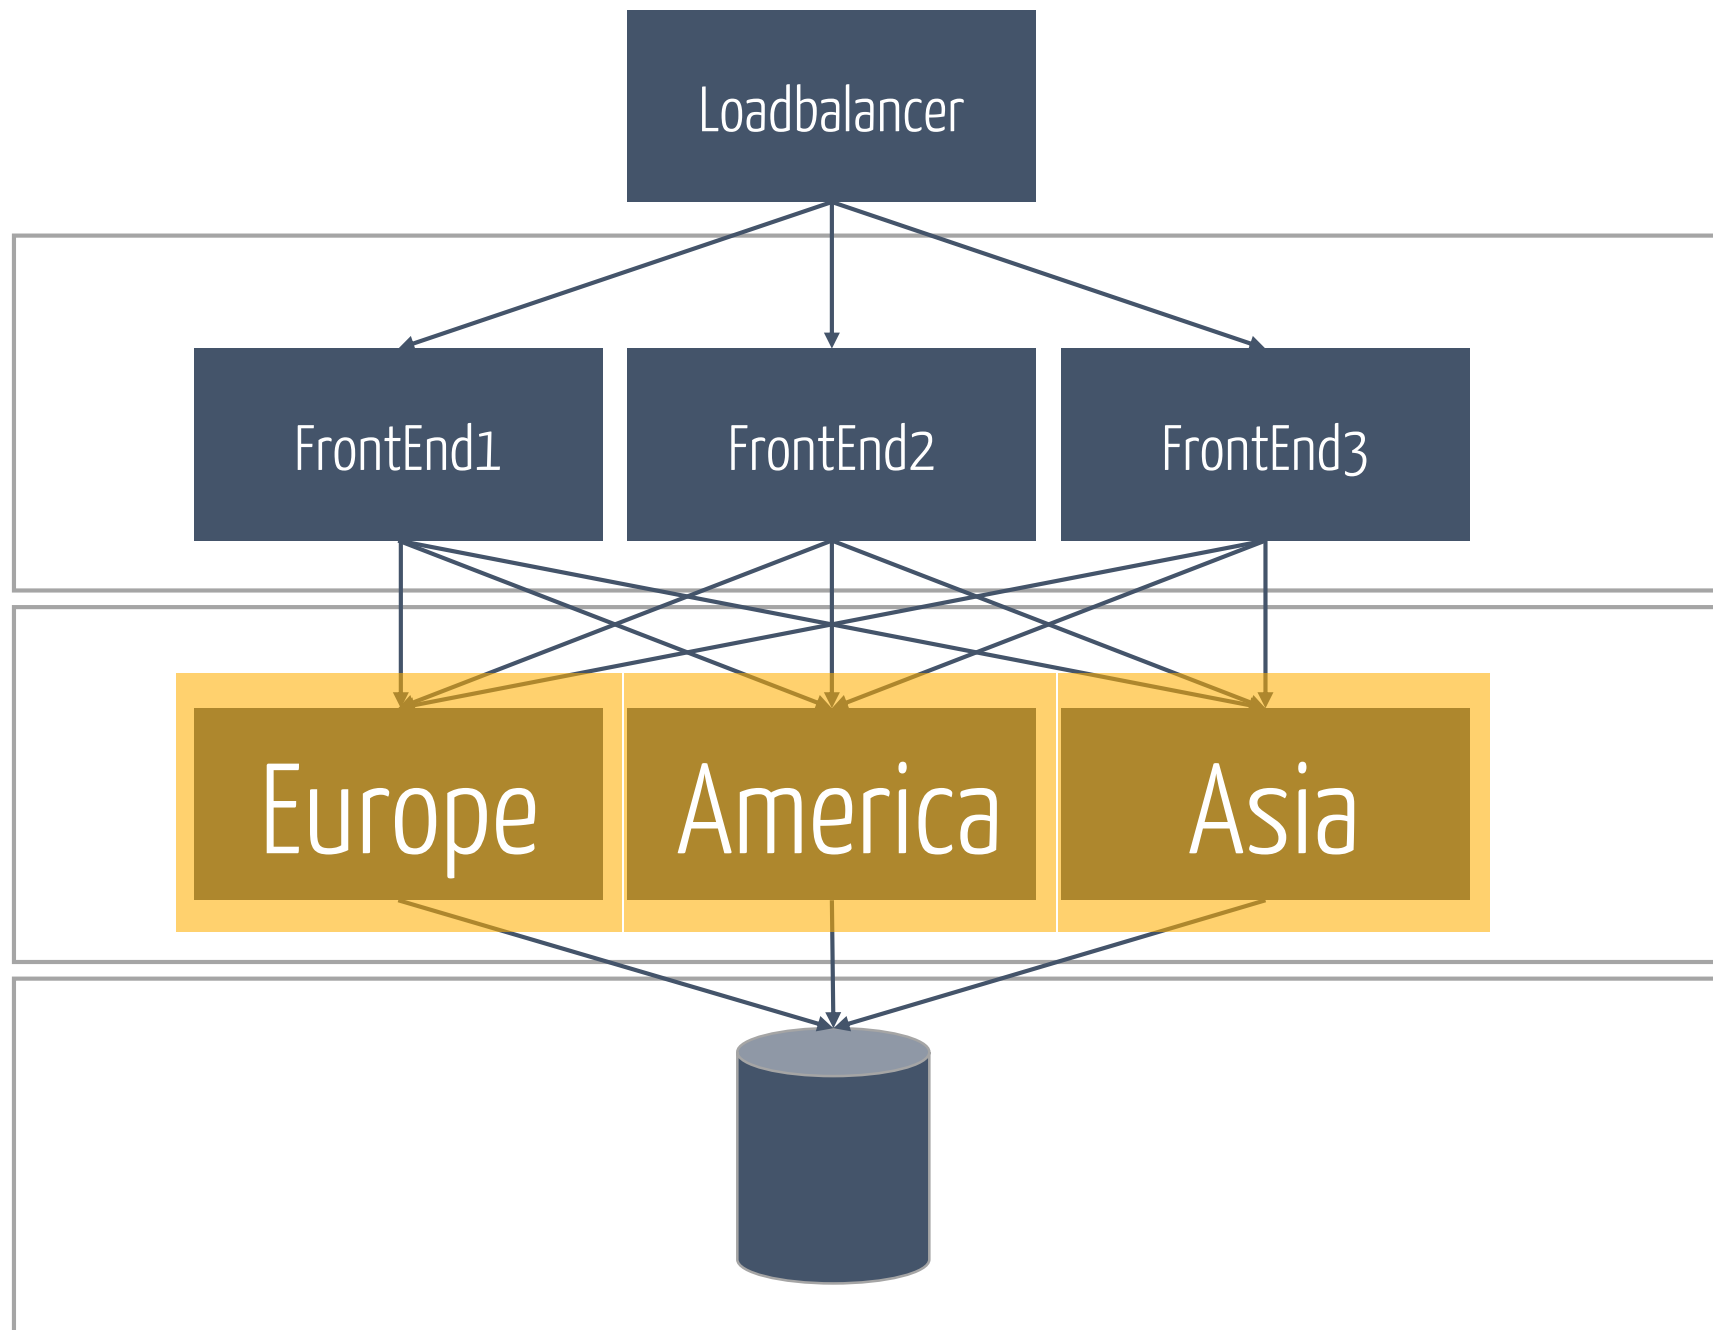 Loadbalancer
FrontEnd1
FrontEnd2
FrontEnd3
Europe
America
Asia